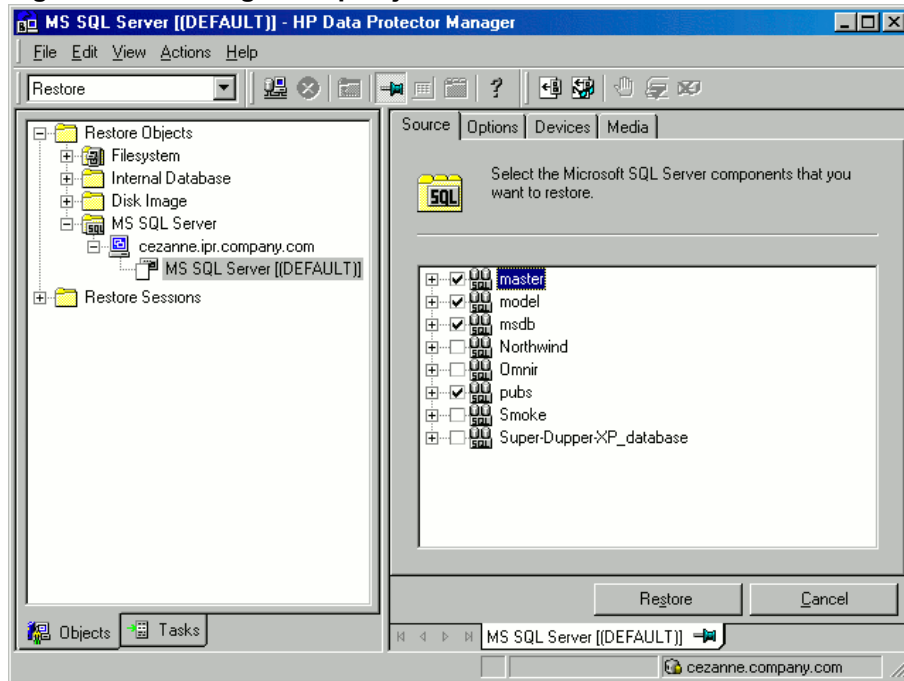 MS SQL Server [(DEFAULT)] - HP Data Protector Manager
File Edit View Actions Help
Restore
?
Restore Objects
Filesystem
Internal Database
Disk Image
MS SQL Server
cezanne.ipr.company.com
MS SQL Server [(DEFAULT)]
Restore Sessions
Objects Tasks
Source Options Devices Media
SQL
Select the Microsoft SQL Server components that you
want to restore.
master
model
msdb
Northwind
Omnir
pubs
Smoke
Super-Dupper-XP_database
Restore Cancel
MS SQL Server [(DEFAULT)]
cezanne.company.com